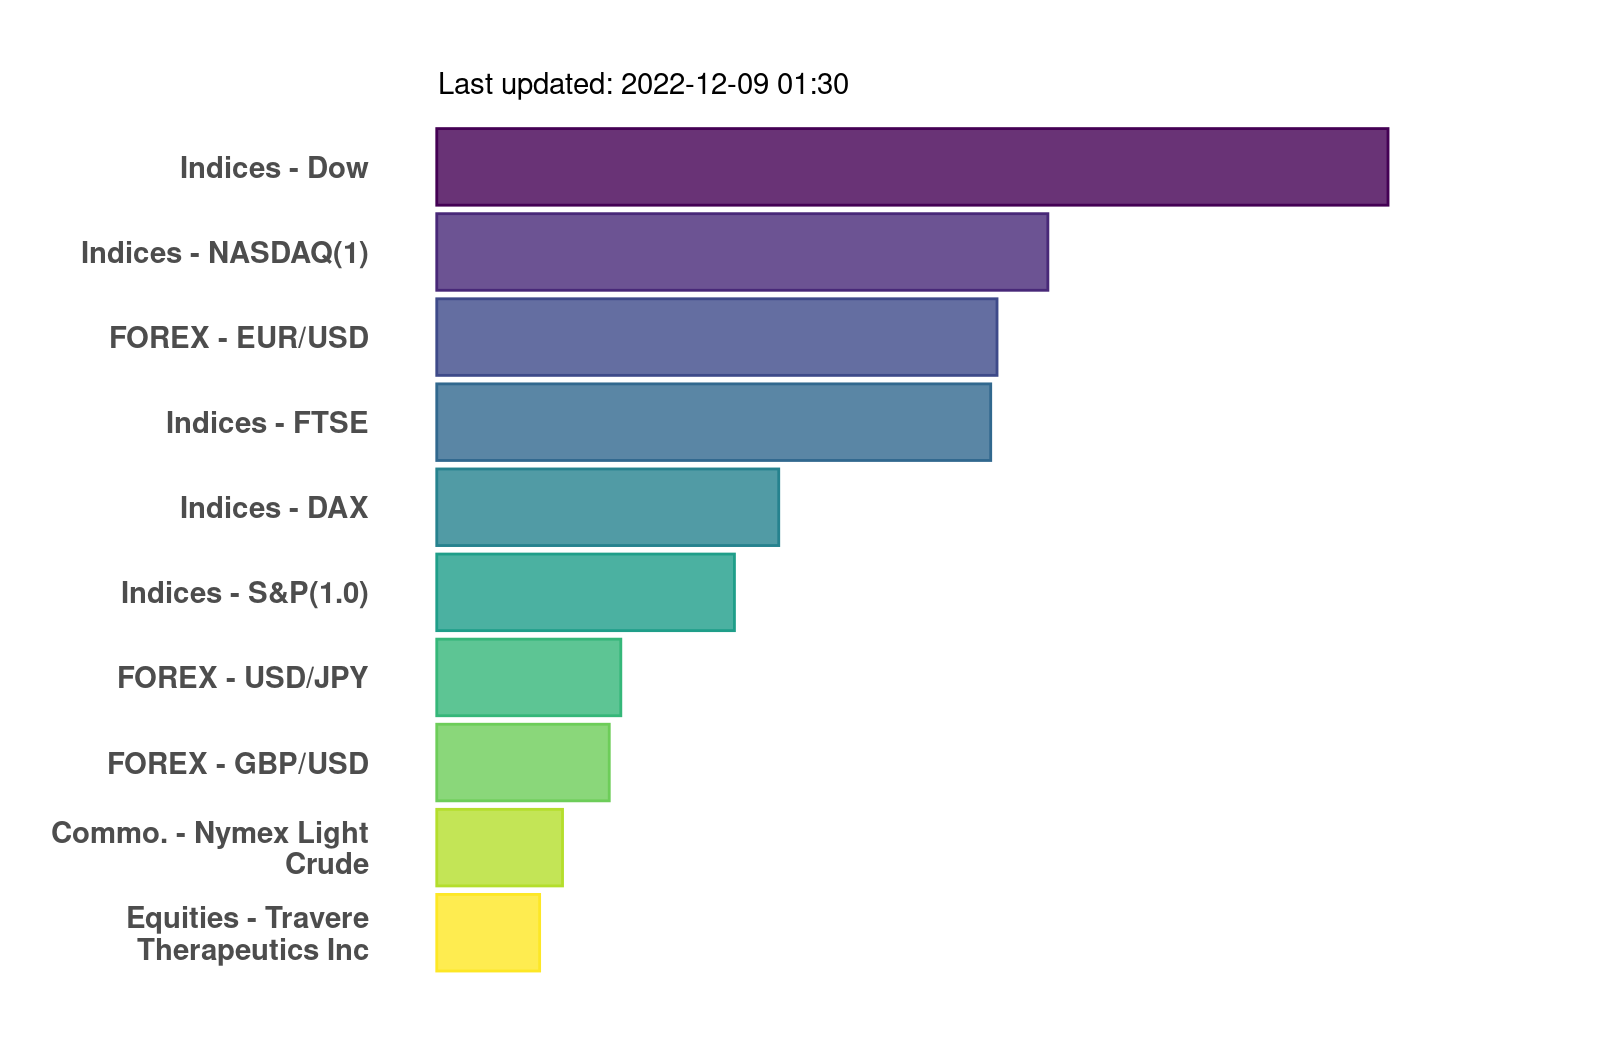 Last updated: 2022-12-09 01:30
Indices - Dow
Indices - NASDAQ(1)
FOREX - EUR/USD
Indices - FTSE
Indices - DAX
Indices - S&P(1.0)
FOREX - USD/JPY
FOREX - GBP/USD
Commo. - Nymex Light
Crude
Equities - Travere
Therapeutics Inc